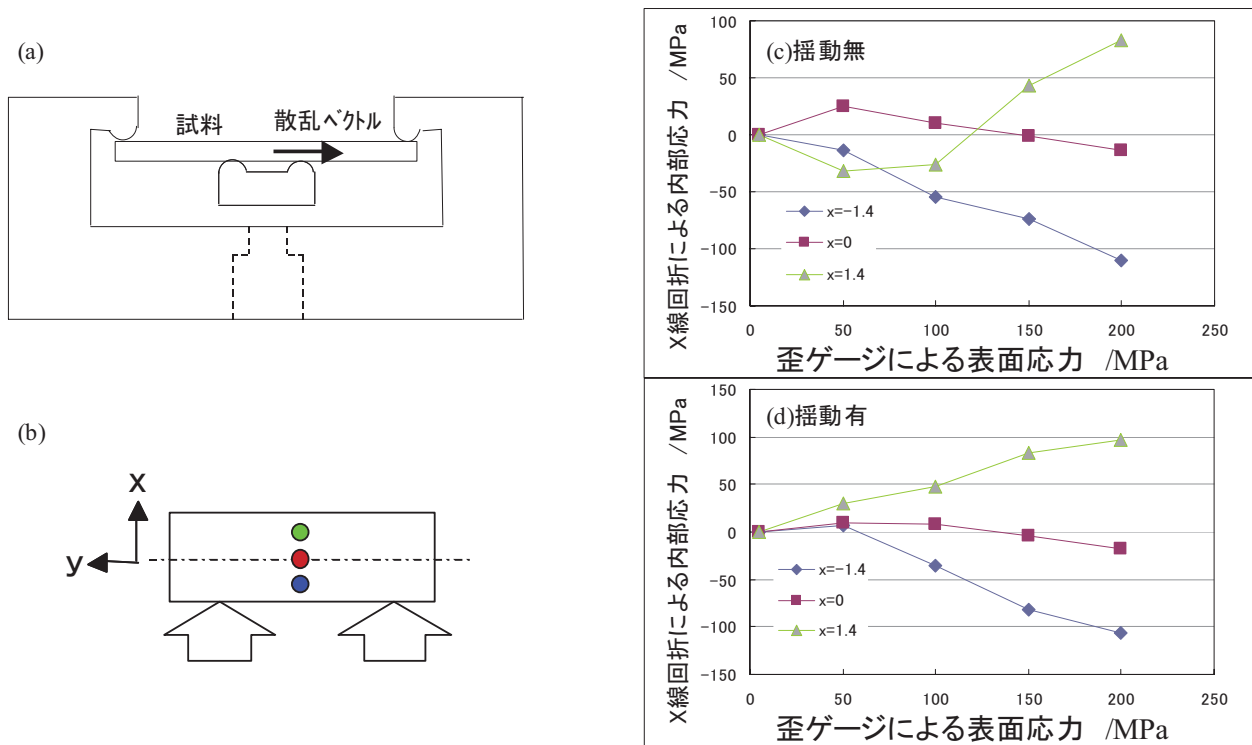 (a)
試料
散乱ベクトル
(b)
x
y
(c)揺動無
X線回折による内部応力 /MPa
100
50
0
−50
−100
−150
x=−1.4
x=0
x=1.4
0 50 100 150 200 250
歪ゲージによる表面応力 /MPa
(d)揺動有
X線回折による内部応力 /MPa
150
100
50
0
−50
−100
−150
x=−1.4
x=0
x=1.4
0 50 100 150 200 250
歪ゲージによる表面応力 /MPa